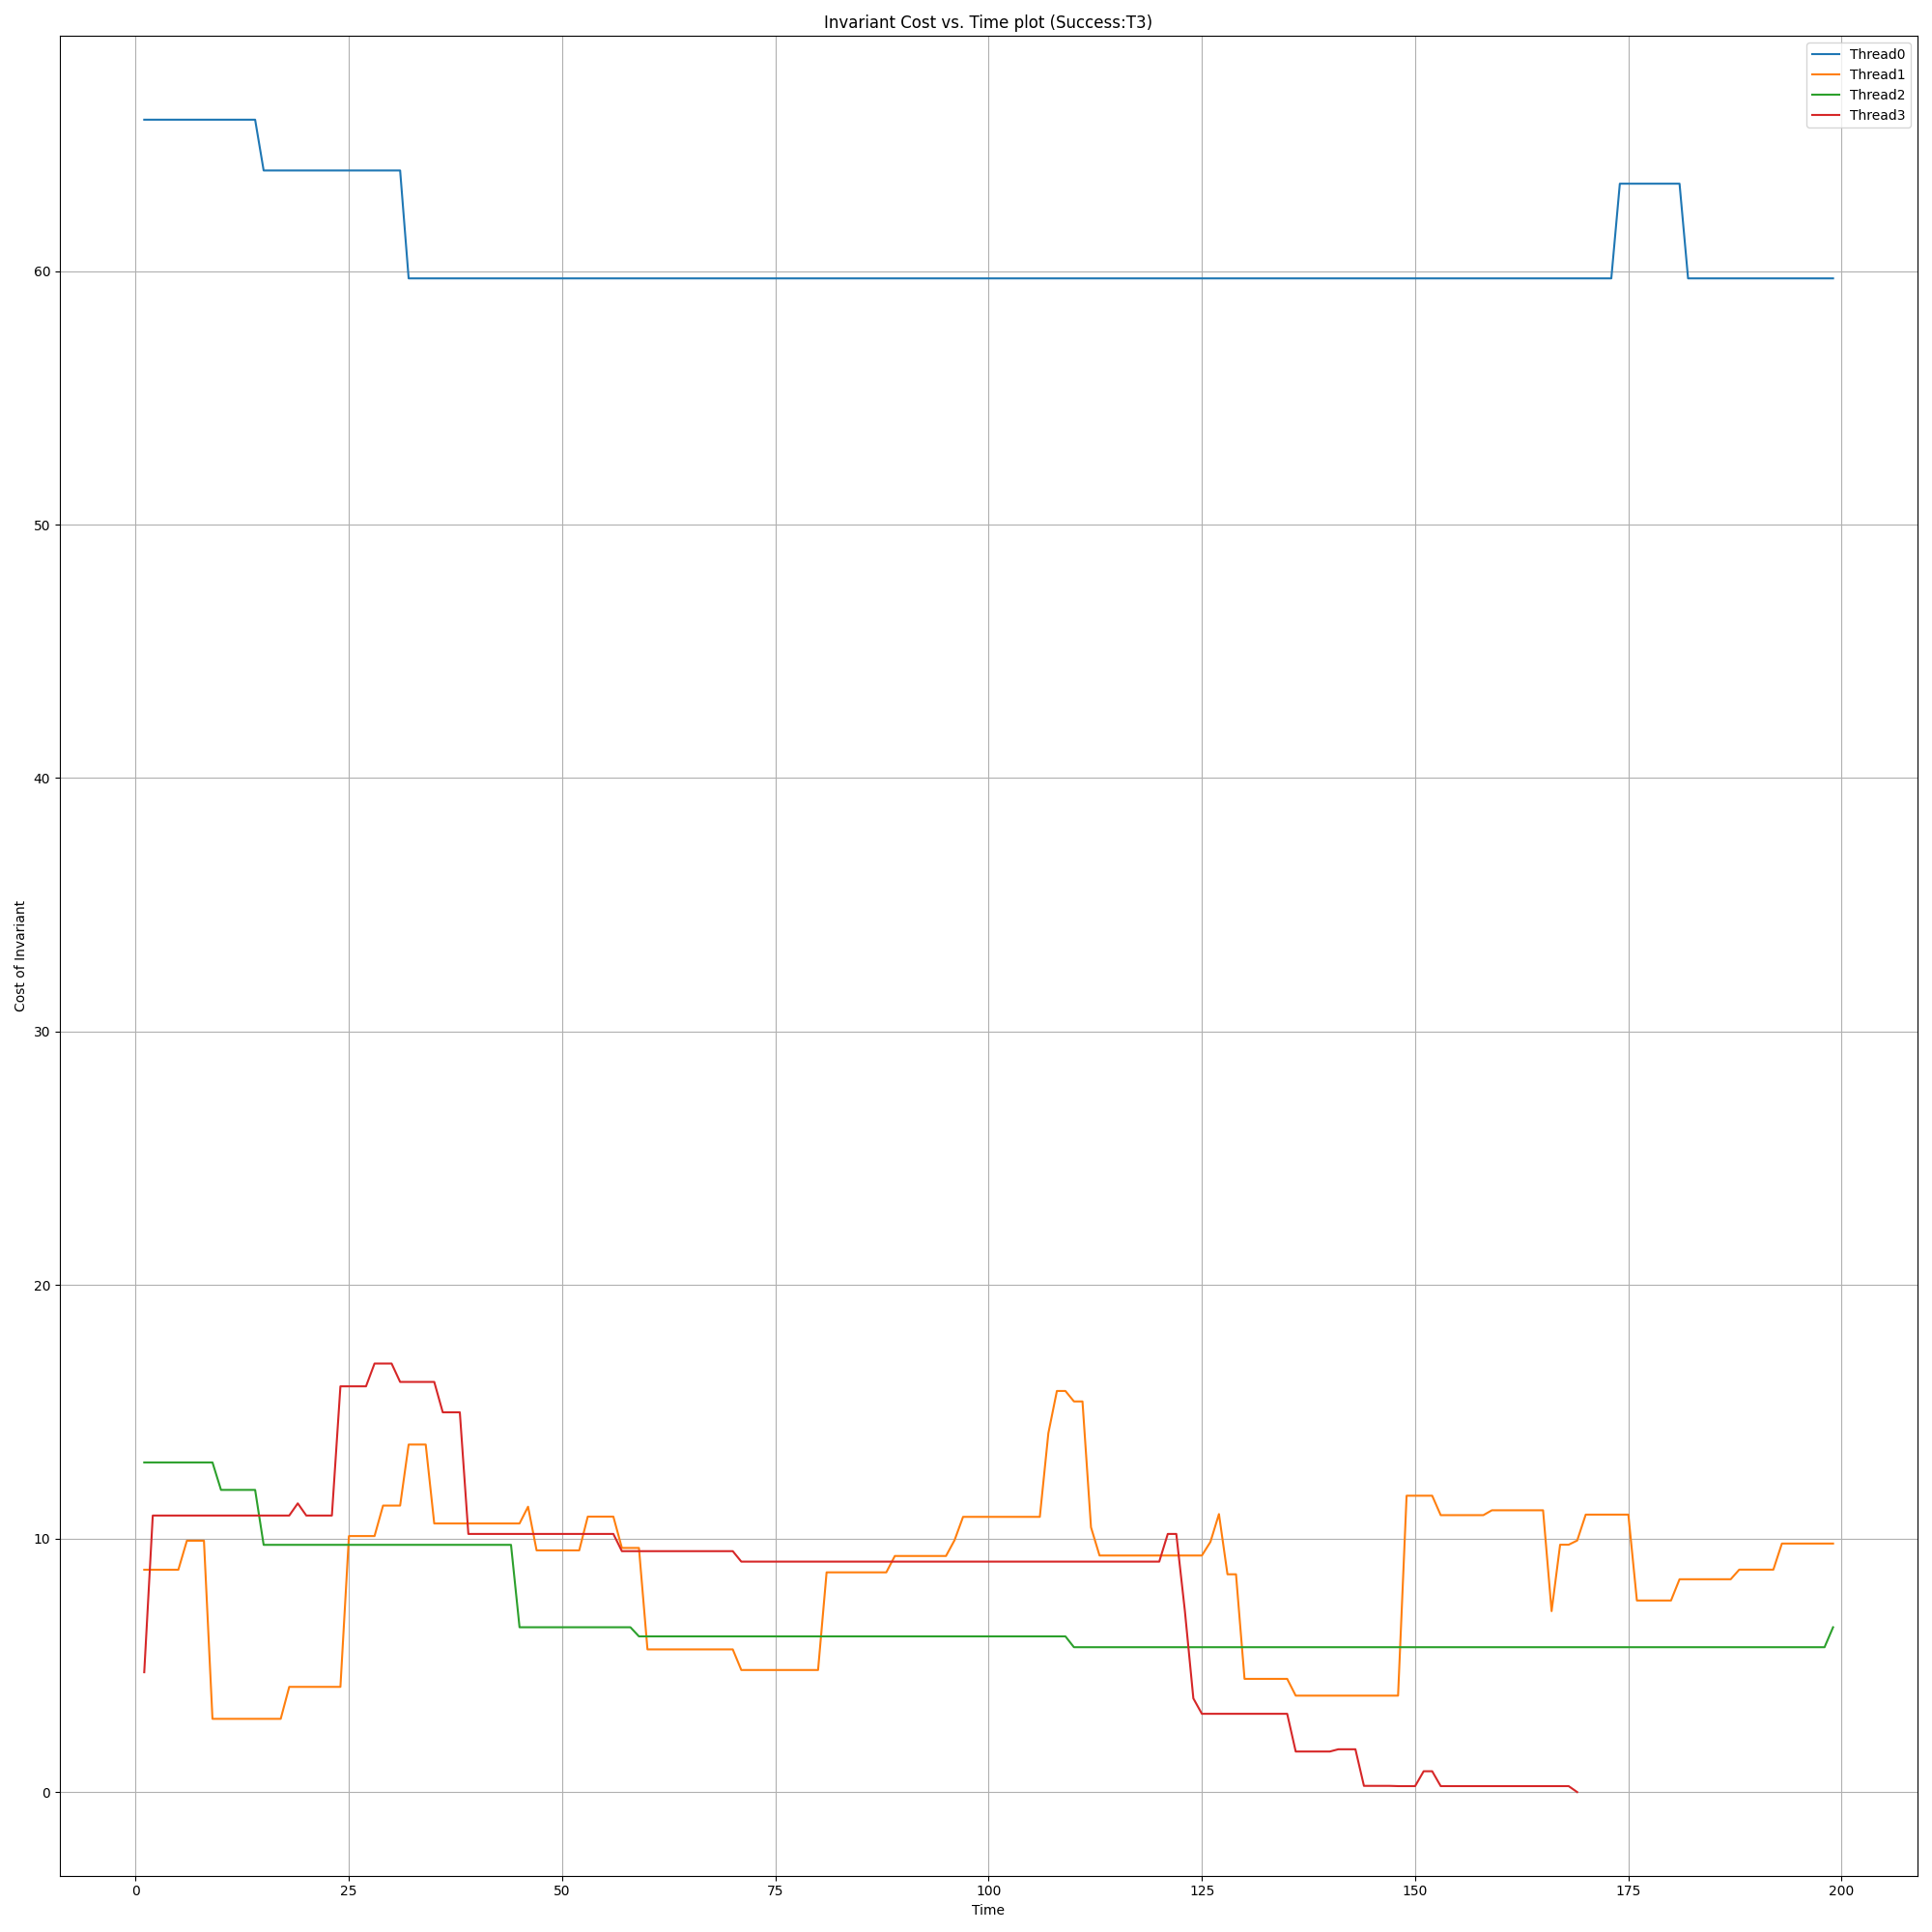 Invariant Cost vs. Time plot (Success:T3)
Thread0
Thread1
Thread2
Thread3
60
50
40
30
20
10
0
Cost of Invariant
0 25 50 75 100 125 150 175 200
Time